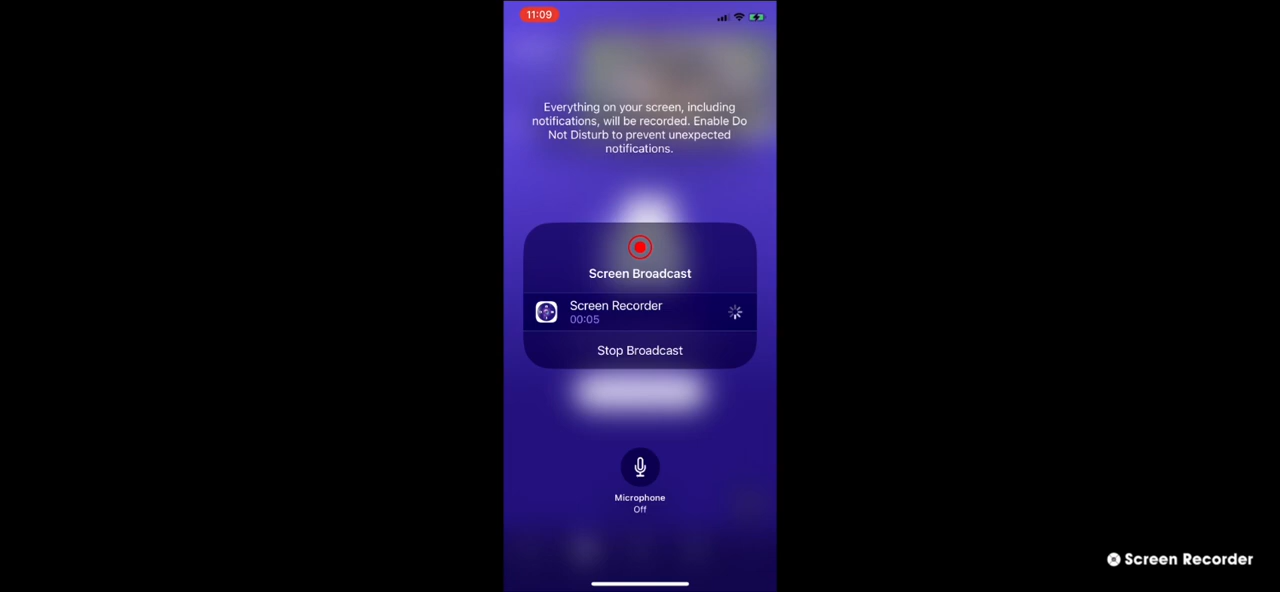 11:09
Everything on your screen, including
notifications, will be recorded. Enable Do
Not Disturb to prevent unexpected
notifications.
Screen Broadcast
Screen Recorder
00:05
Stop Broadcast
Microphone
Off
Screen Recorder